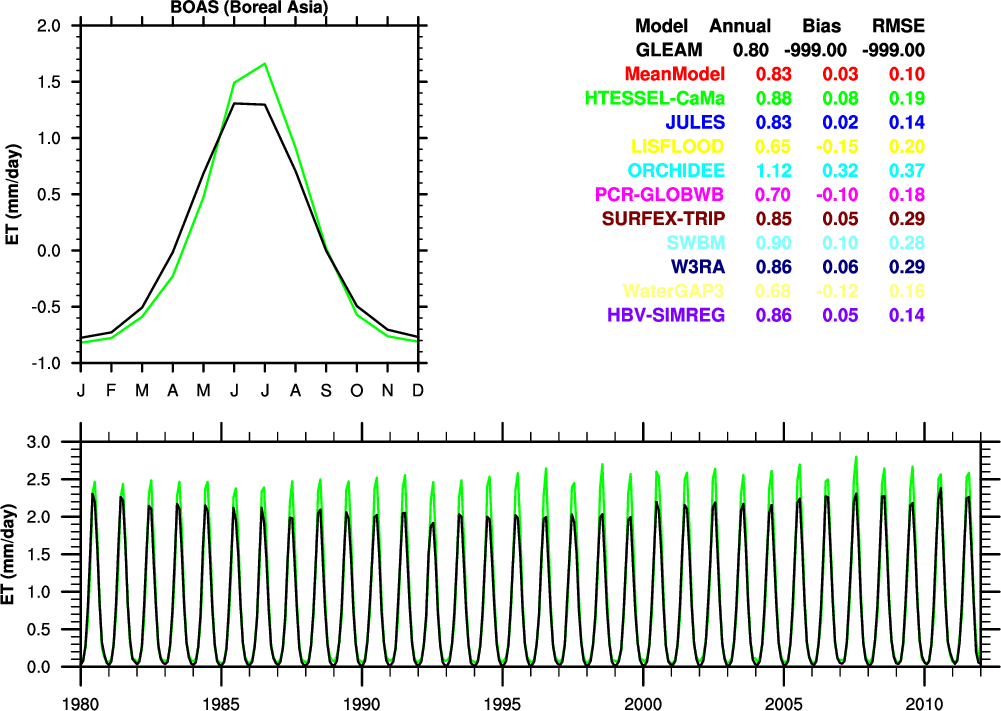 BOAS (Boreal Asia)
2.0
1.5
1.0
0.5
0.0
-0.5
-1.0
ET (mm/day)
J F M A M J J A S O N D
Model Annual Bias RMSE
GLEAM 0.80 -999.00 -999.00
MeanModel 0.83 0.03 0.10
HTESSEL-CaMa 0.88 0.08 0.19
JULES 0.83 0.02 0.14
LISFLOOD 0.65 -0.15 0.20
ORCHIDEE 1.12 0.32 0.37
PCR-GLOBWB 0.70 -0.10 0.18
SURFEX-TRIP 0.85 0.05 0.29
SWBM 0.90 0.10 0.28
W3RA 0.86 0.06 0.29
WaterGAP3 0.68 -0.12 0.16
HBV-SIMREG 0.86 0.05 0.14
3.0
2.5
2.0
1.5
1.0
0.5
0.0
ET (mm/day)
1980 1985 1990 1995 2000 2005 2010